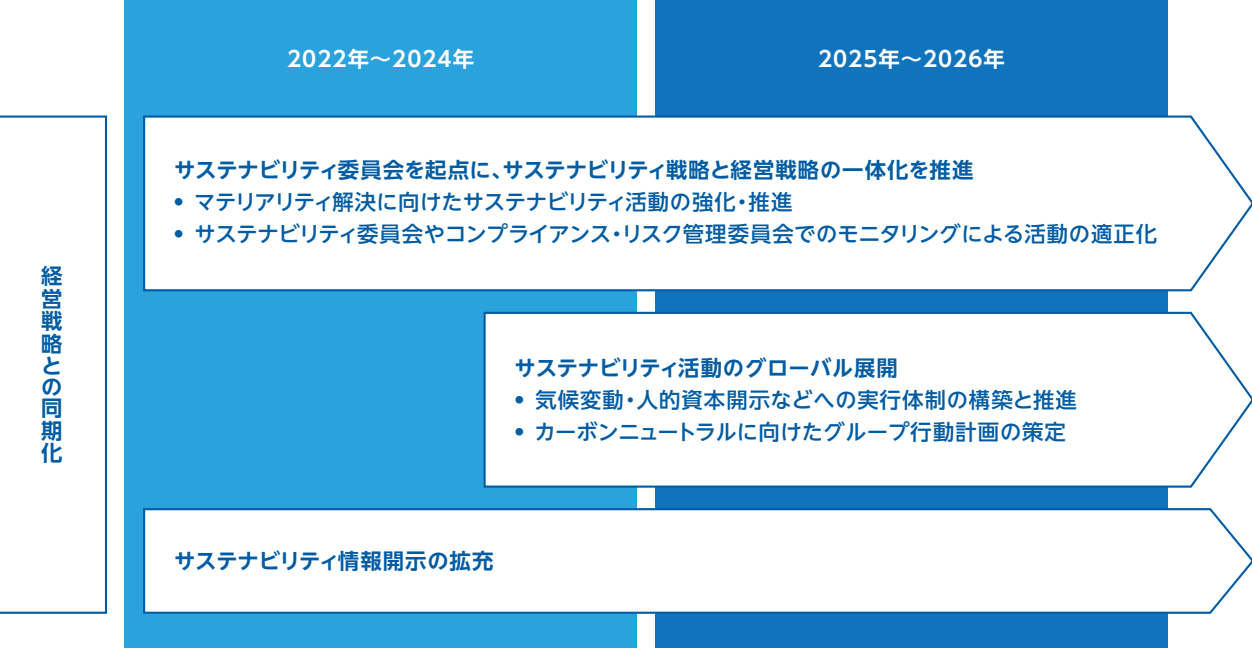 2022年～2024年
2025年～2026年
経営戦略との同期化
サステナビリティ委員会を起点に、サステナビリティ戦略と経営戦略の一体化を推進
• マテリアリティ解決に向けたサステナビリティ活動の強化・推進
• サステナビリティ委員会やコンプライアンス・リスク管理委員会でのモニタリングによる活動の適正化
サステナビリティ活動のグローバル展開
• 気候変動・人的資本開示などへの実行体制の構築と推進
• カーボンニュートラルに向けたグループ行動計画の策定
サステナビリティ情報開示の拡充